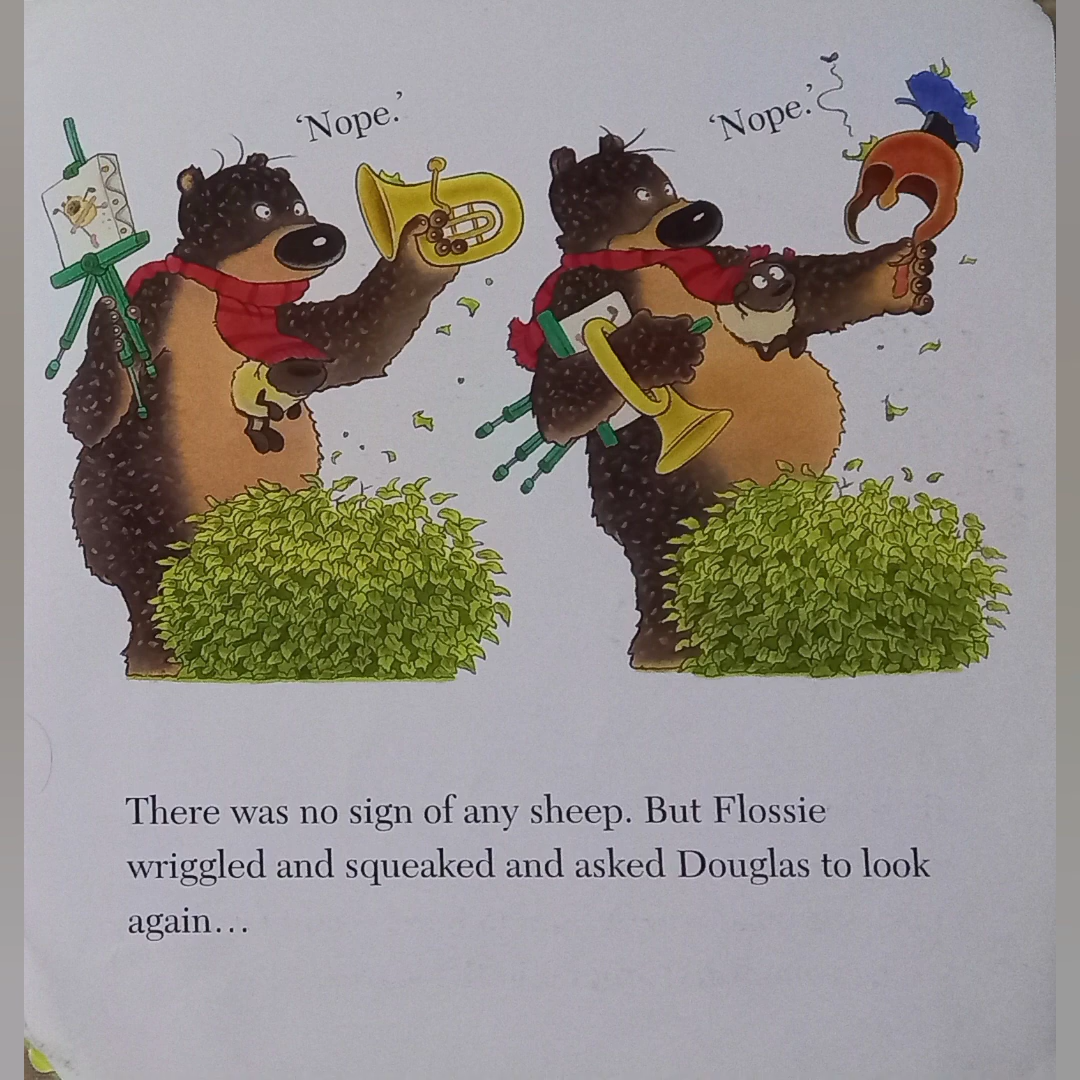 ‘Nope.’
‘Nope.’
There was no sign of any sheep. But Flossie
wriggled and squeaked and asked Douglas to look
again…